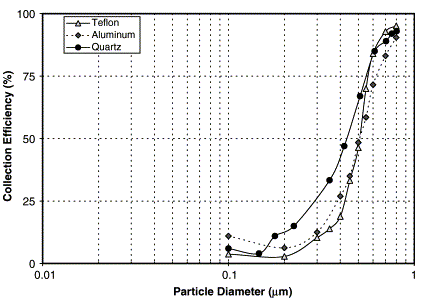 Teflon
Aluminum
Quartz
100
75
50
25
0
Collection Efficiency (%)
0.01
0.1
1
Particle Diameter (μm)